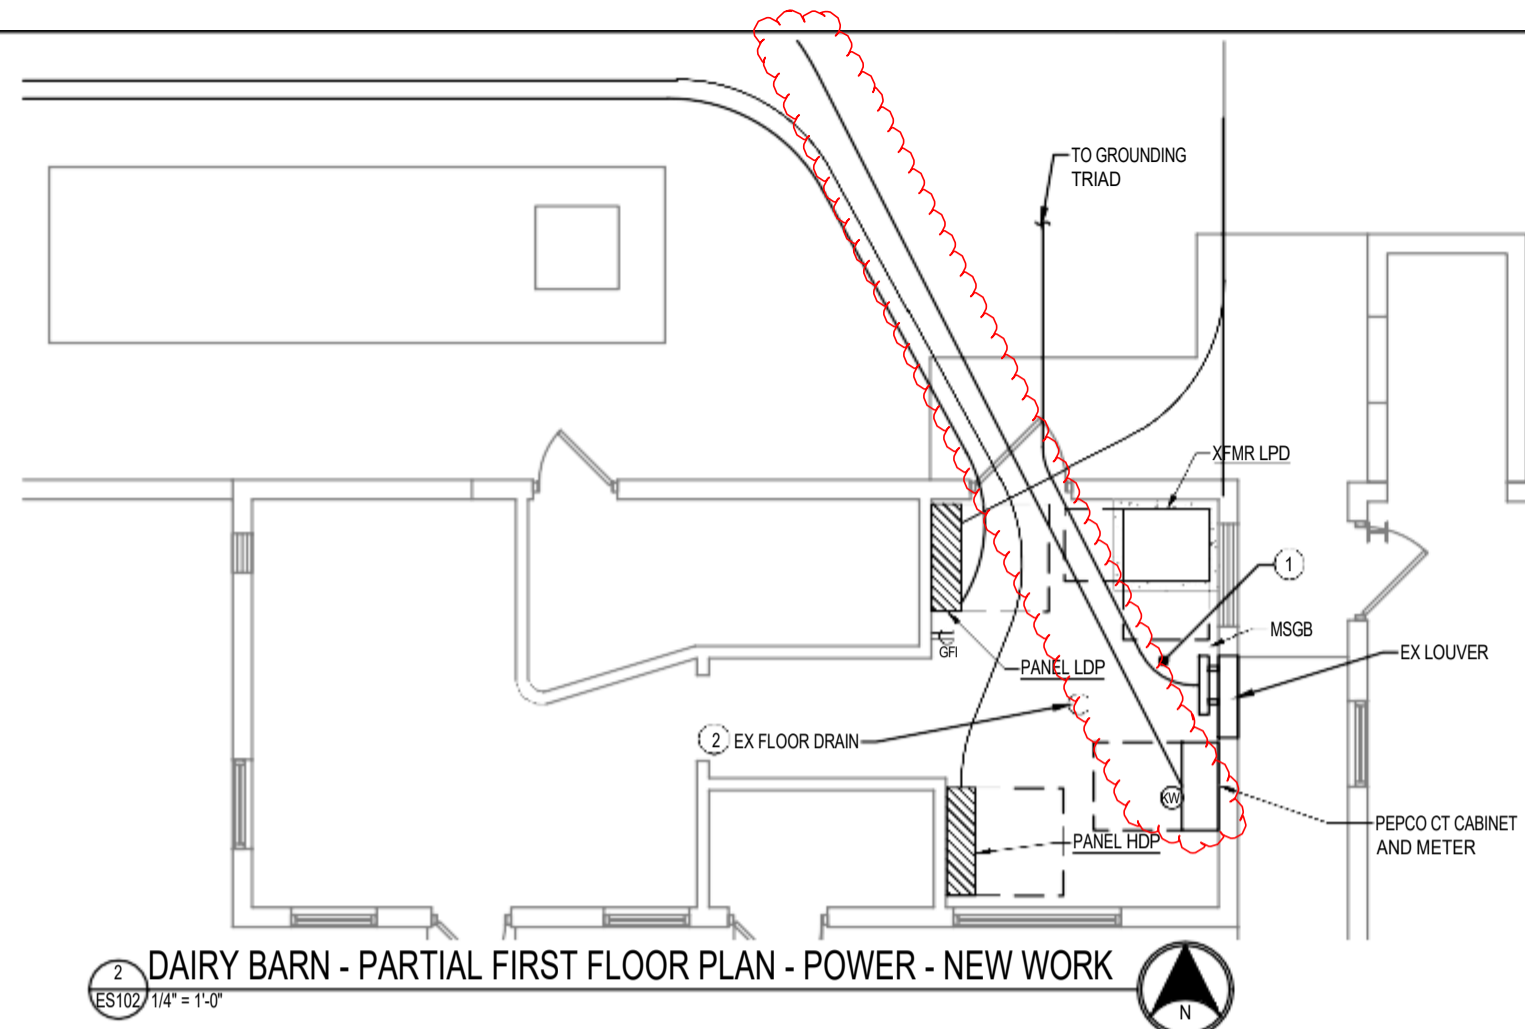 TO GROUNDING
TRIAD
XFMR LPD
1
MSGB
GFI
PANEL LDP
EX LOUVER
2 EX FLOOR DRAIN
KW
PEPCO CT CABINET
AND METER
PANEL HDP
2
ES102
DAIRY BARN - PARTIAL FIRST FLOOR PLAN - POWER - NEW WORK
1/4" = 1'-0"
N